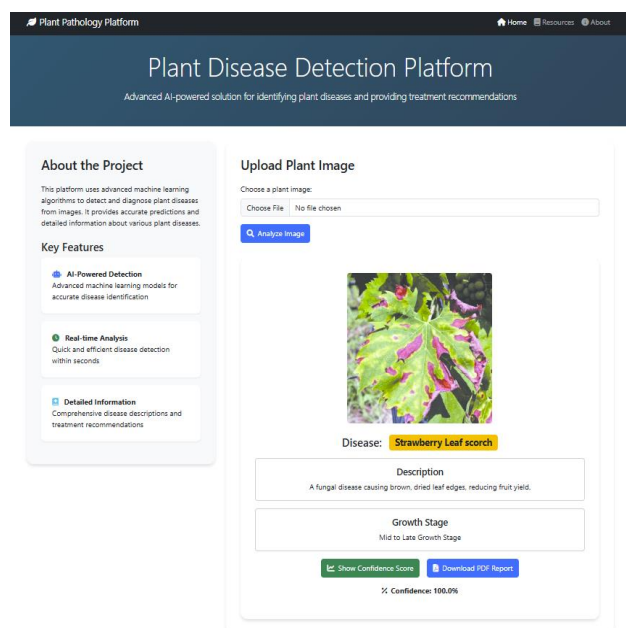 Plant Pathology Platform
Home Resources About
Plant Disease Detection Platform
Advanced AI-powered solution for identifying plant diseases and providing treatment recommendations
About the Project
This platform uses advanced machine learning
algorithms to detect and diagnose plant diseases
from images. It provides accurate predictions and
detailed information about various plant diseases.
Key Features
AI-Powered Detection
Advanced machine learning models for
accurate disease identification
Real-time Analysis
Quick and efficient disease detection
within seconds
Detailed Information
Comprehensive disease descriptions and
treatment recommendations
Upload Plant Image
Choose a plant image:
Choose File No file chosen
Analyze Image
Disease: Strawberry Leaf scorch
Description
A fungal disease causing brown, dried leaf edges, reducing fruit yield.
Growth Stage
Mid to Late Growth Stage
Show Confidence Score Download PDF Report
% Confidence: 100.0%